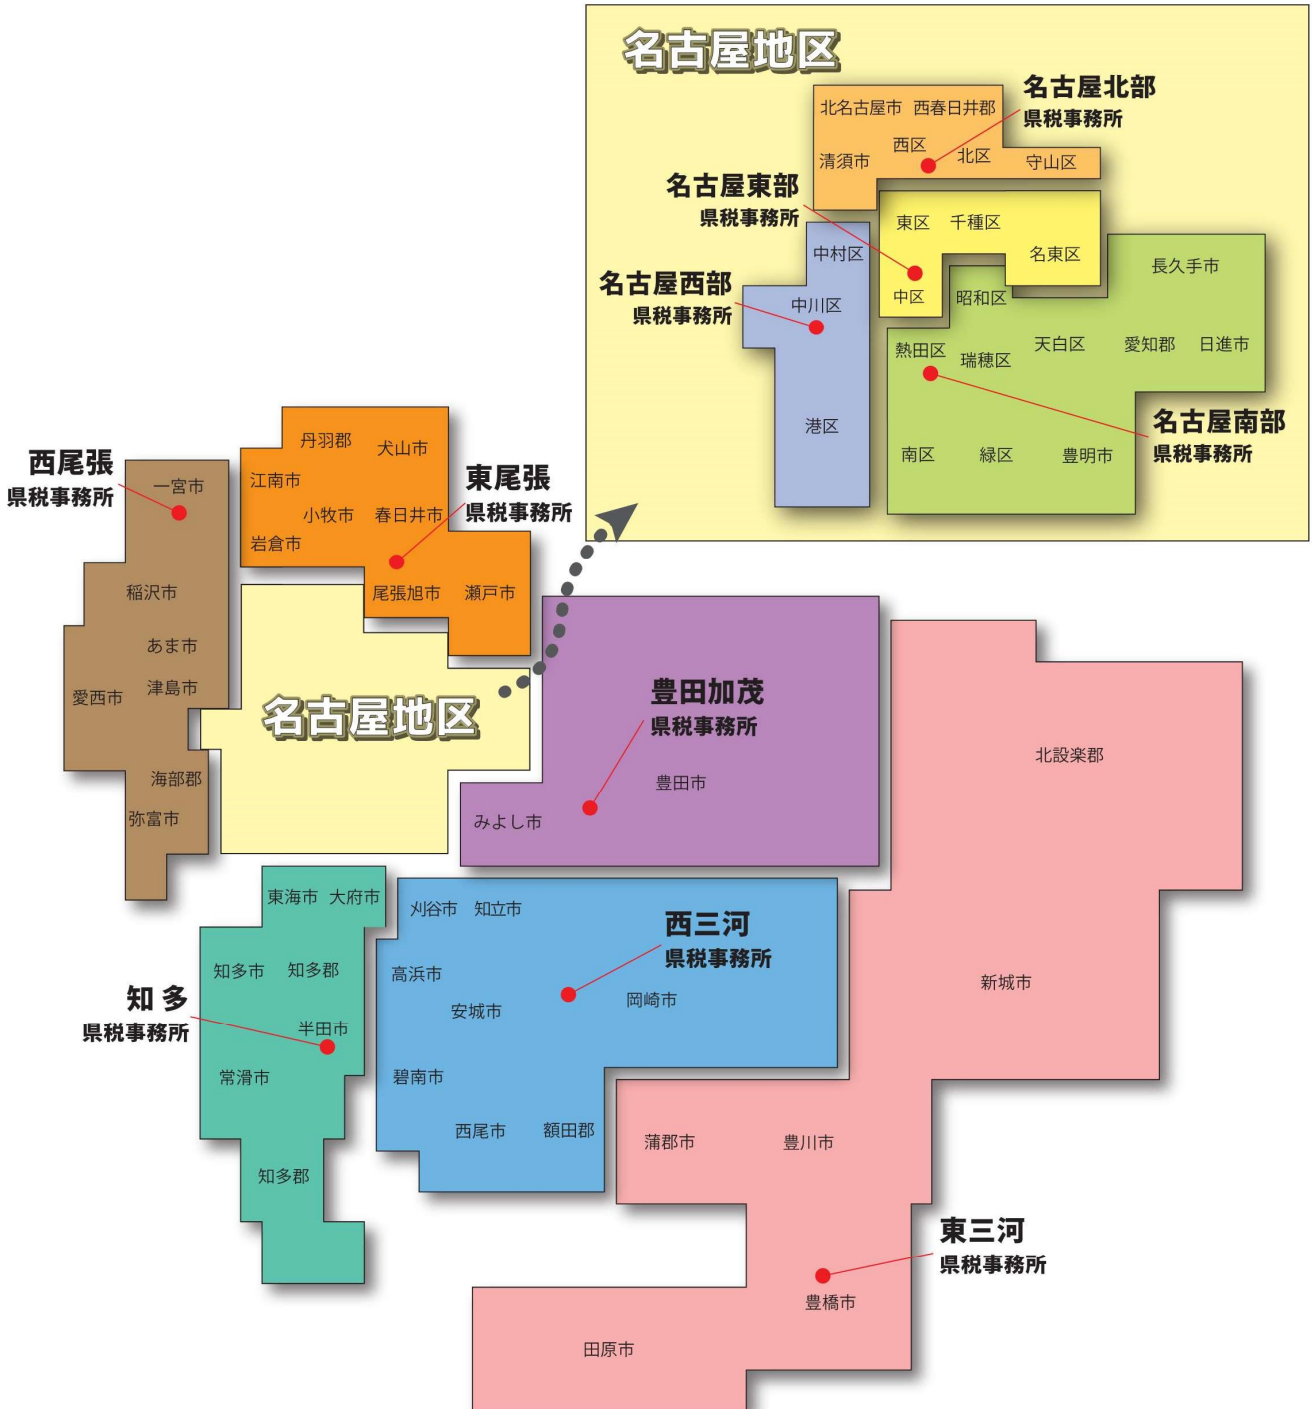 名古屋地区
名古屋北部
県税事務所
北名古屋市 西春日井郡
西区
北区
清須市
守山区
名古屋東部
県税事務所
東区 千種区
名東区
中区
名古屋西部
県税事務所
中村区
中川区
港区
長久手市
昭和区
熱田区
瑞穂区
天白区
愛知郡
日進市
南区
緑区
豊明市
名古屋南部
県税事務所
西尾張
県税事務所
一宮市
稲沢市
あま市
愛西市
津島市
海部郡
弥富市
東尾張
県税事務所
丹羽郡
犬山市
江南市
小牧市
春日井市
岩倉市
尾張旭市
瀬戸市
名古屋地区
豊田加茂
県税事務所
豊田市
みよし市
知多
県税事務所
東海市 大府市
知多市 知多郡
半田市
常滑市
知多郡
西三河
県税事務所
刈谷市 知立市
高浜市
安城市
岡崎市
碧南市
西尾市
額田郡
北設楽郡
新城市
蒲郡市
豊川市
東三河
県税事務所
豊橋市
田原市